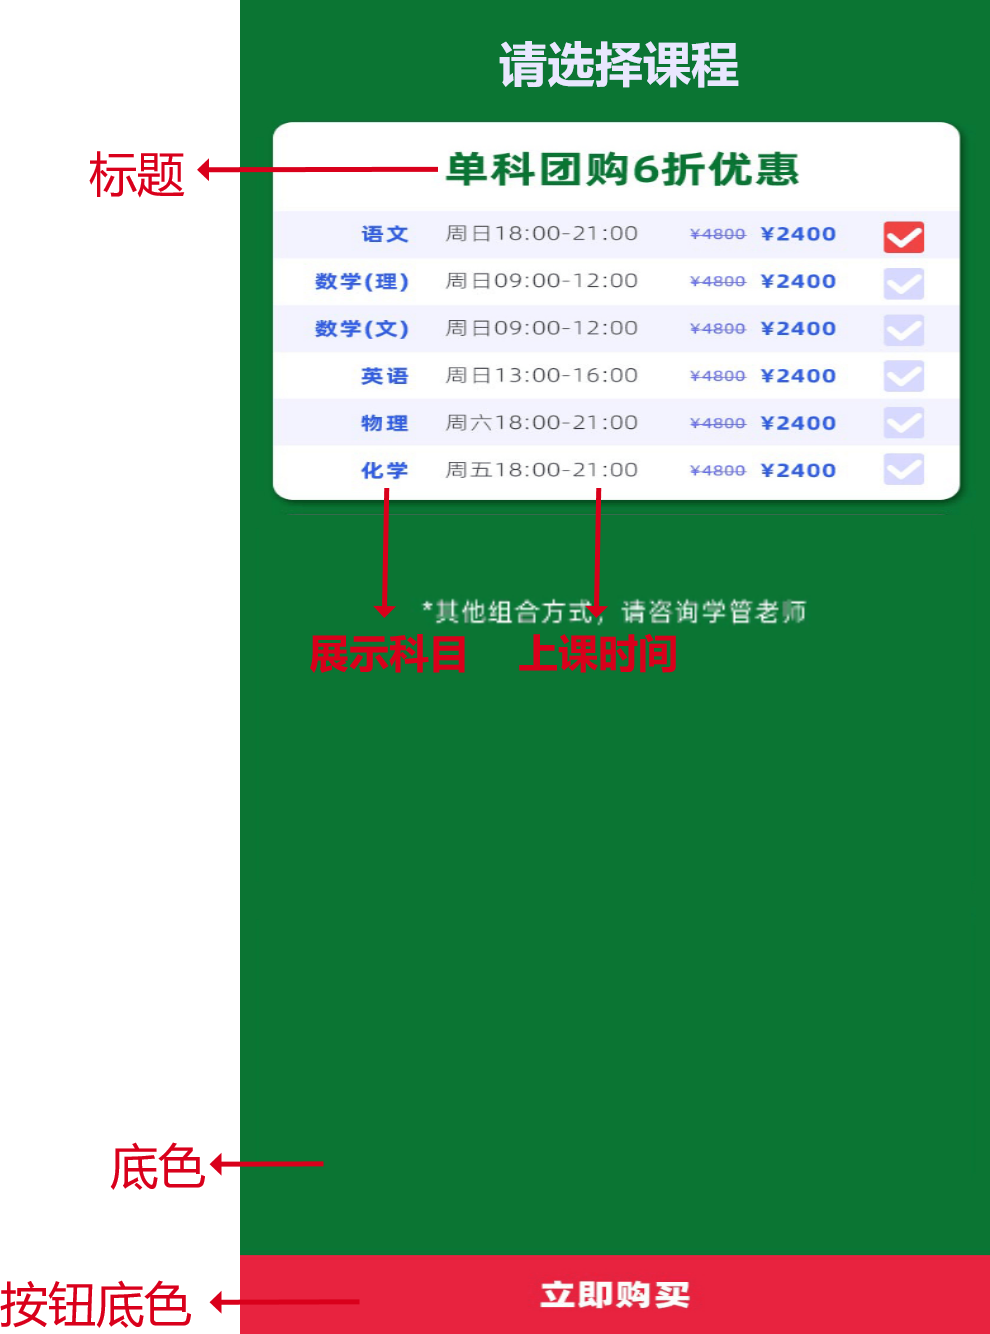 请选择课程
标题
单科团购6折优惠
语文 周日18:00-21:00 ¥4800 ¥2400
数学(理) 周日09:00-12:00 ¥4800 ¥2400
数学(文) 周日09:00-12:00 ¥4800 ¥2400
英语 周日13:00-16:00 ¥4800 ¥2400
物理 周六18:00-21:00 ¥4800 ¥2400
化学 周五18:00-21:00 ¥4800 ¥2400
*其他组合方式，请咨询学管老师
展示科目 上课时间
底色
按钮底色
立即购买